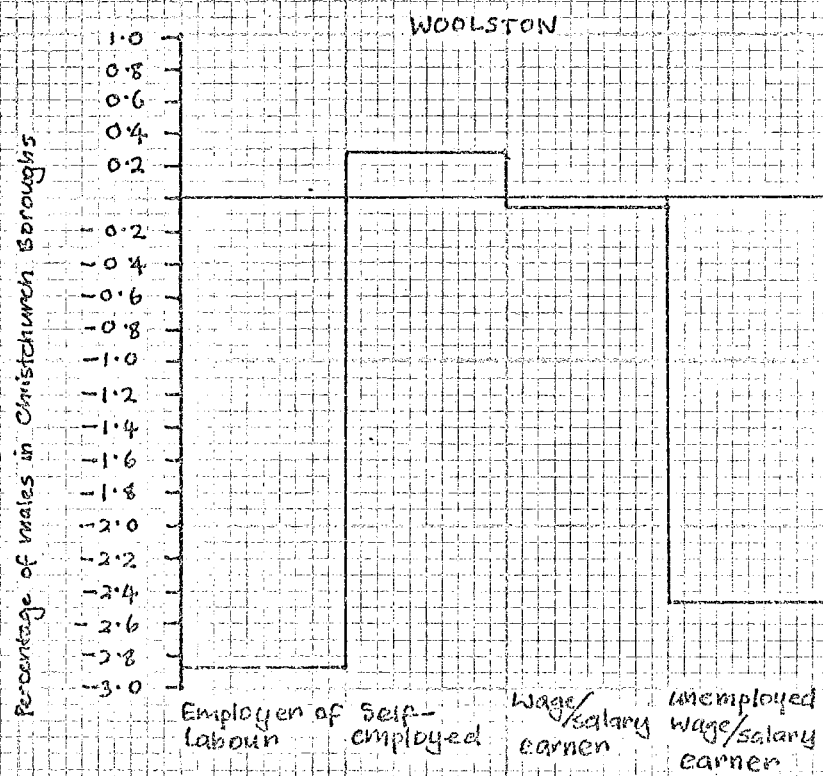 WOOLSTON
1.0
0.8
0.6
0.4
0.2
-0.2
-0.4
-0.6
-0.8
-1.0
-1.2
-1.4
-1.6
-1.8
-2.0
-2.2
-2.4
-2.6
-2.8
-3.0
Percentage of males in Christchurch Boroughs
Employer of
Labour
Self-
employed
Wage/
salary
earner
unemployed
wage/salary
earner